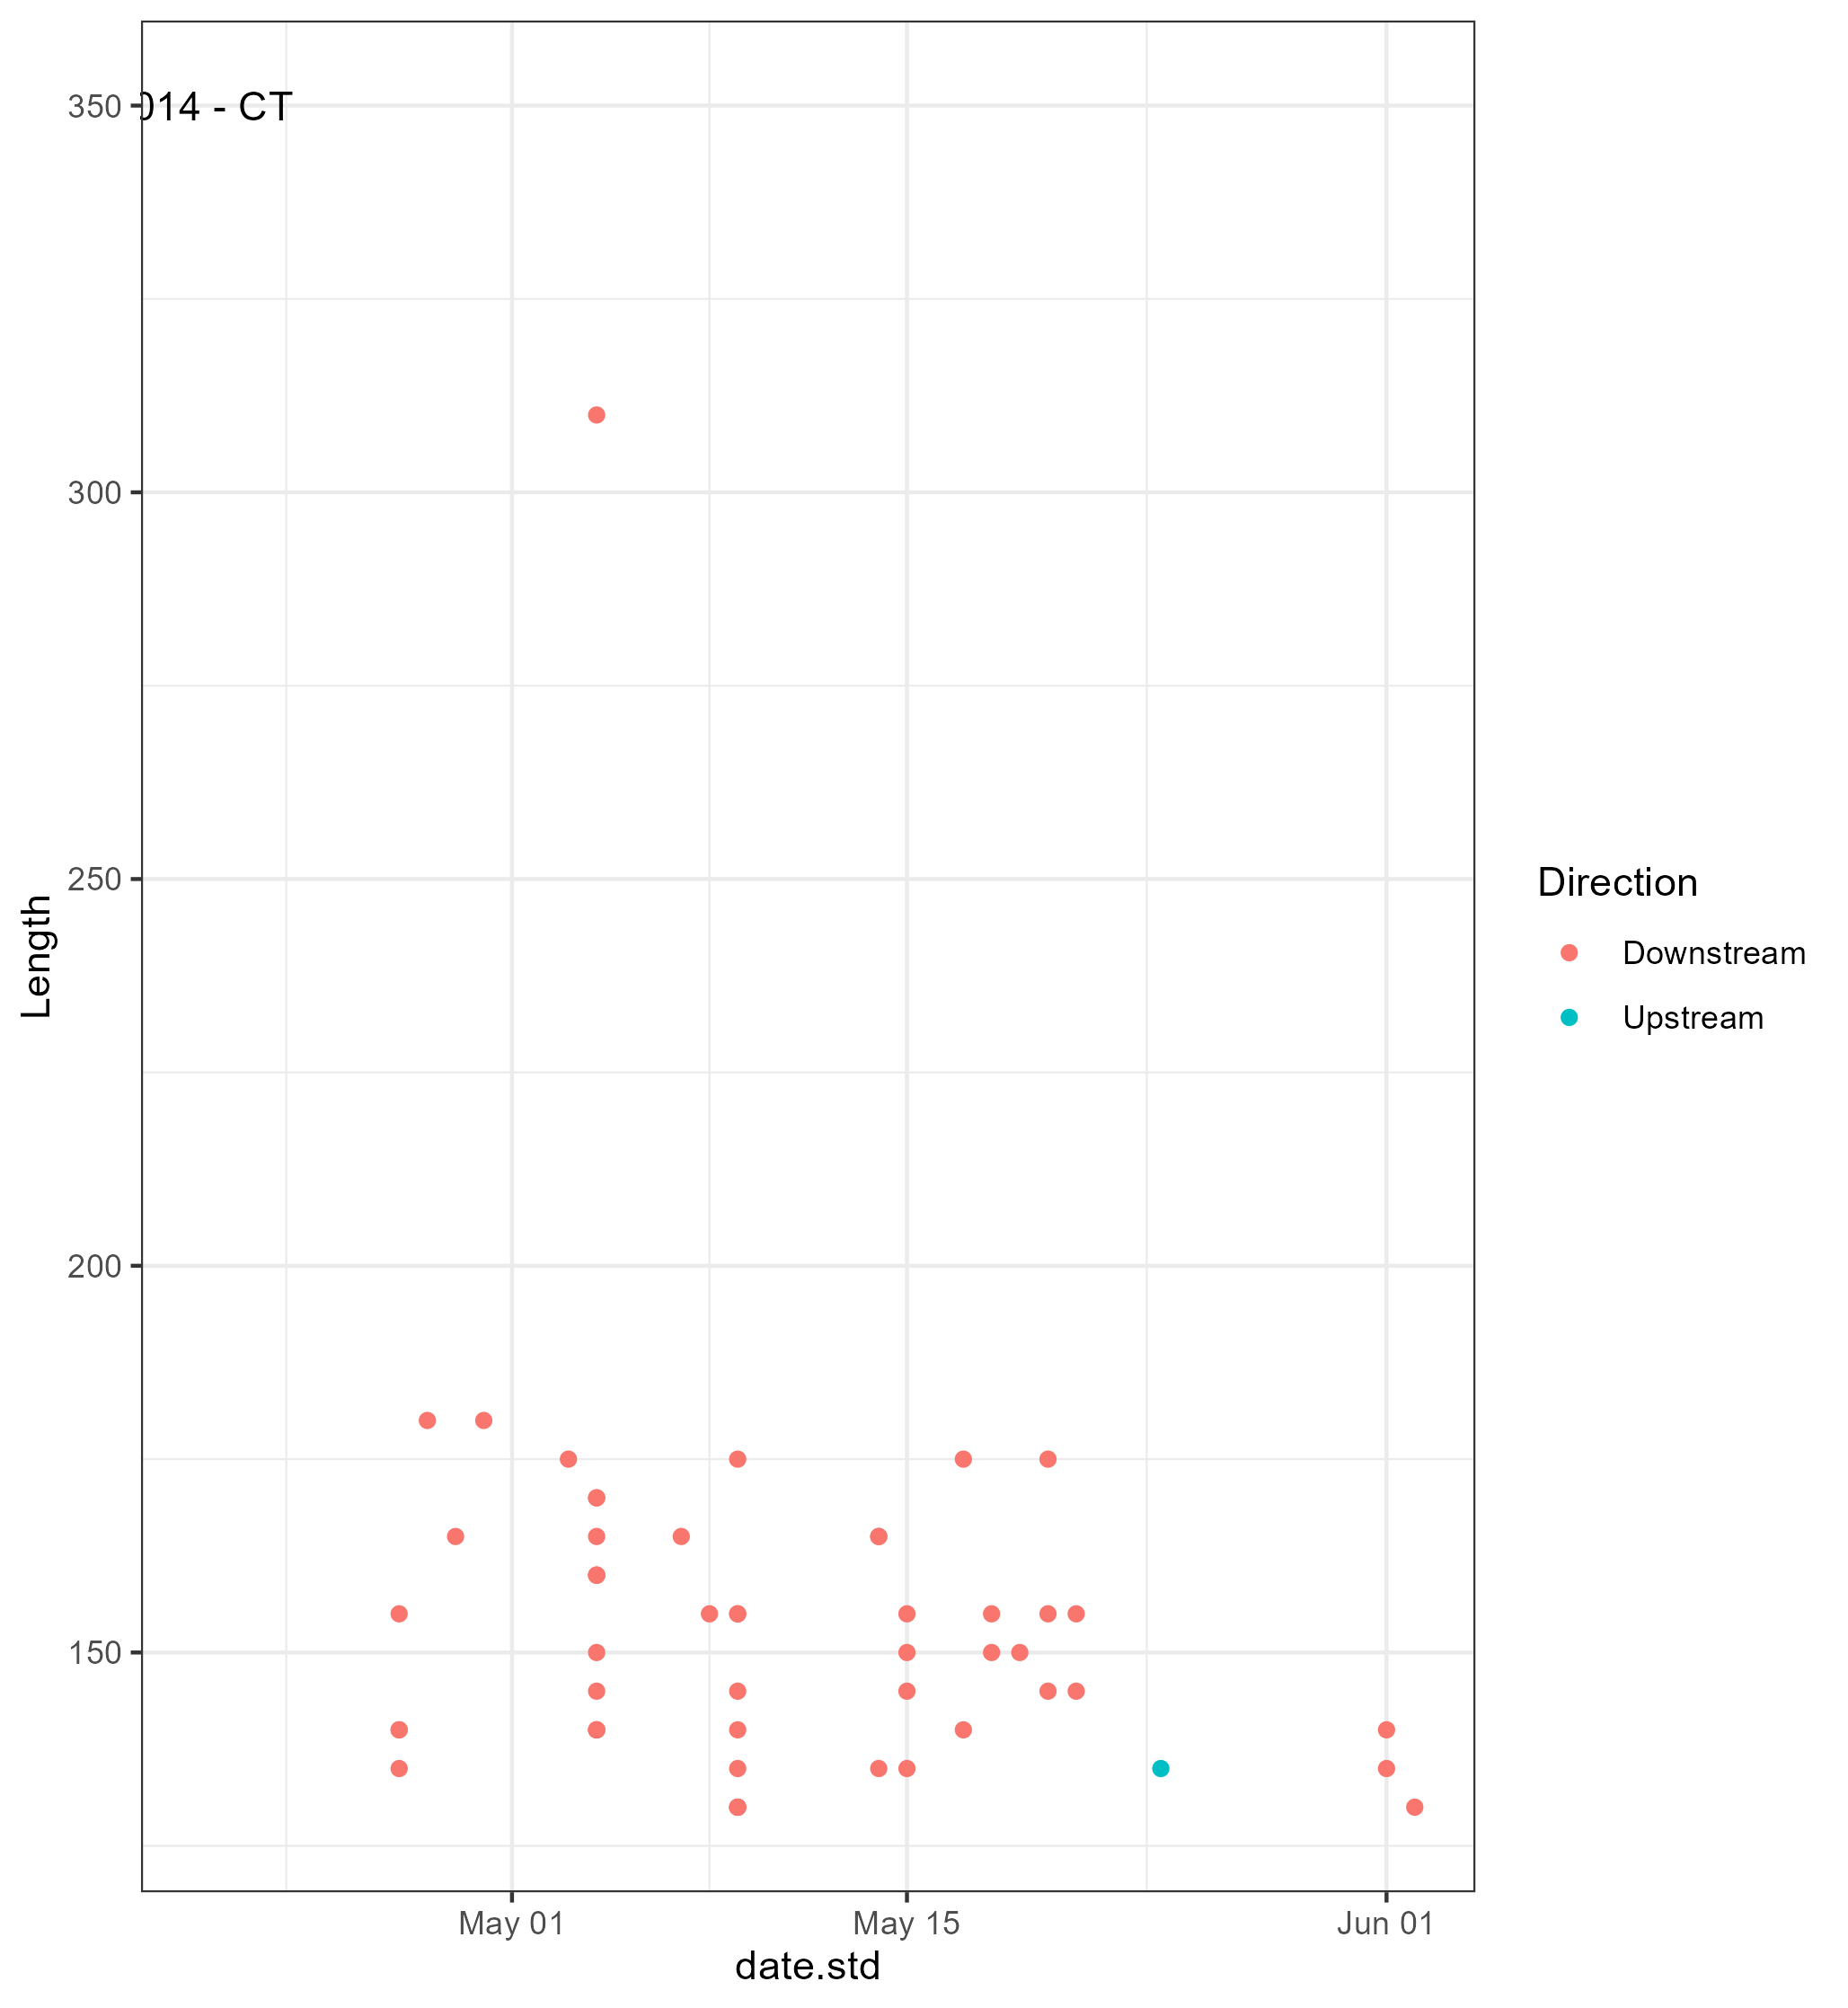 014 - CT
350
300
250
200
150
Length
May 01 May 15 Jun 01
date.std
Direction
Downstream
Upstream